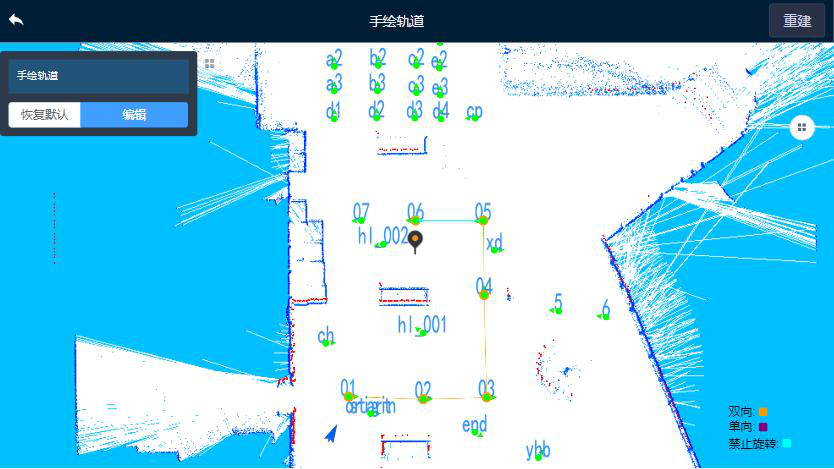 手绘轨道
重建
手绘轨道
恢复默认
编辑
a2 b2 c2 e2
a3 b3 c3 e3
d1 d2 d3 d4 cp
07 06 05
hl_002
xd
04
5 6
hl_001
ch
01 02 03
end
ybb
双向:
单向:
禁止旋转: